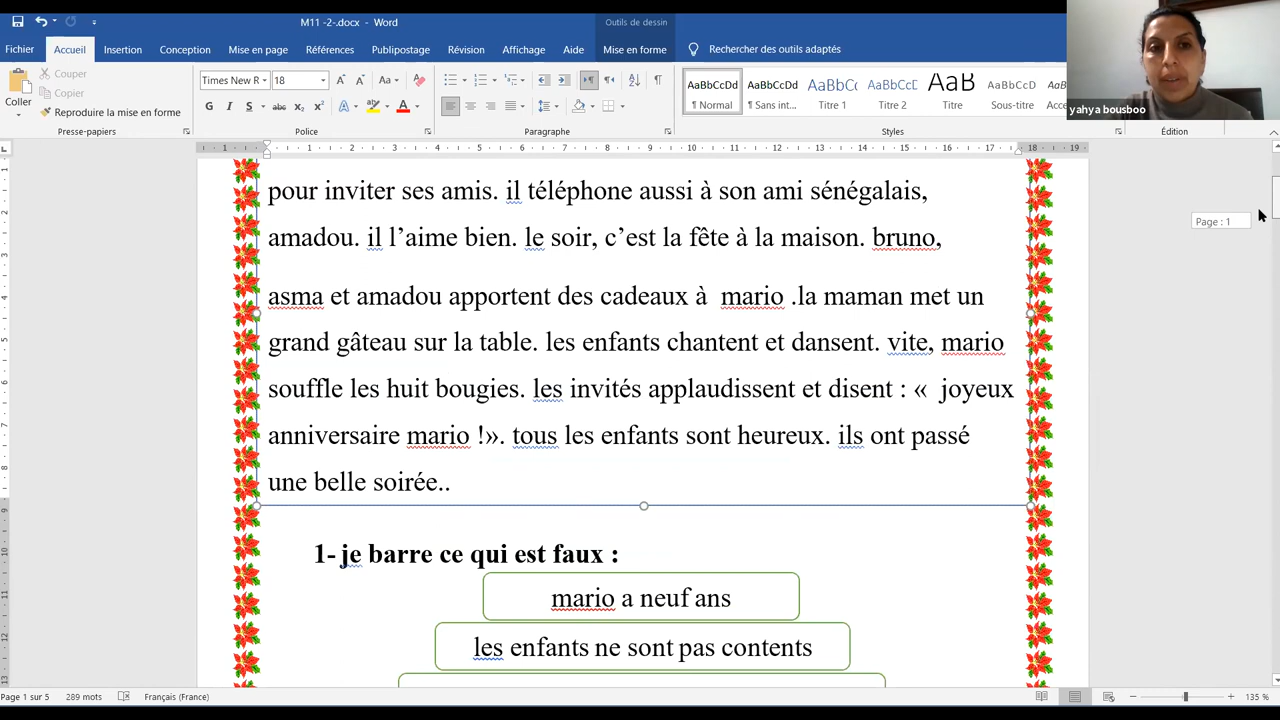 M11 -2-.docx - Word
Outils de dessin
Fichier Accueil Insertion Conception Mise en page Références Publipostage Révision Affichage Aide Mise en forme Rechercher des outils adaptés
Coller
Couper
Copier
Reproduire la mise en forme
Times New R 18
AaBbCcDd AaBbCcDd AaBbCc AaBbCcE AaB AaBbCcD
¶ Normal ¶ Sans int... Titre 1 Titre 2 Titre Sous-titre
Presse-papiers Police Paragraphe Styles Édition
yahya bousboo
pour inviter ses amis. il téléphone aussi à son ami sénégalais,
amadou. il l’aime bien. le soir, c’est la fête à la maison. bruno,
asma et amadou apportent des cadeaux à mario .la maman met un
grand gâteau sur la table. les enfants chantent et dansent. vite, mario
souffle les huit bougies. les invités applaudissent et disent : « joyeux
anniversaire mario !». tous les enfants sont heureux. ils ont passé
une belle soirée..
Page : 1
1- je barre ce qui est faux :
mario a neuf ans
les enfants ne sont pas contents
Page 1 sur 5 289 mots Français (France) 135 %